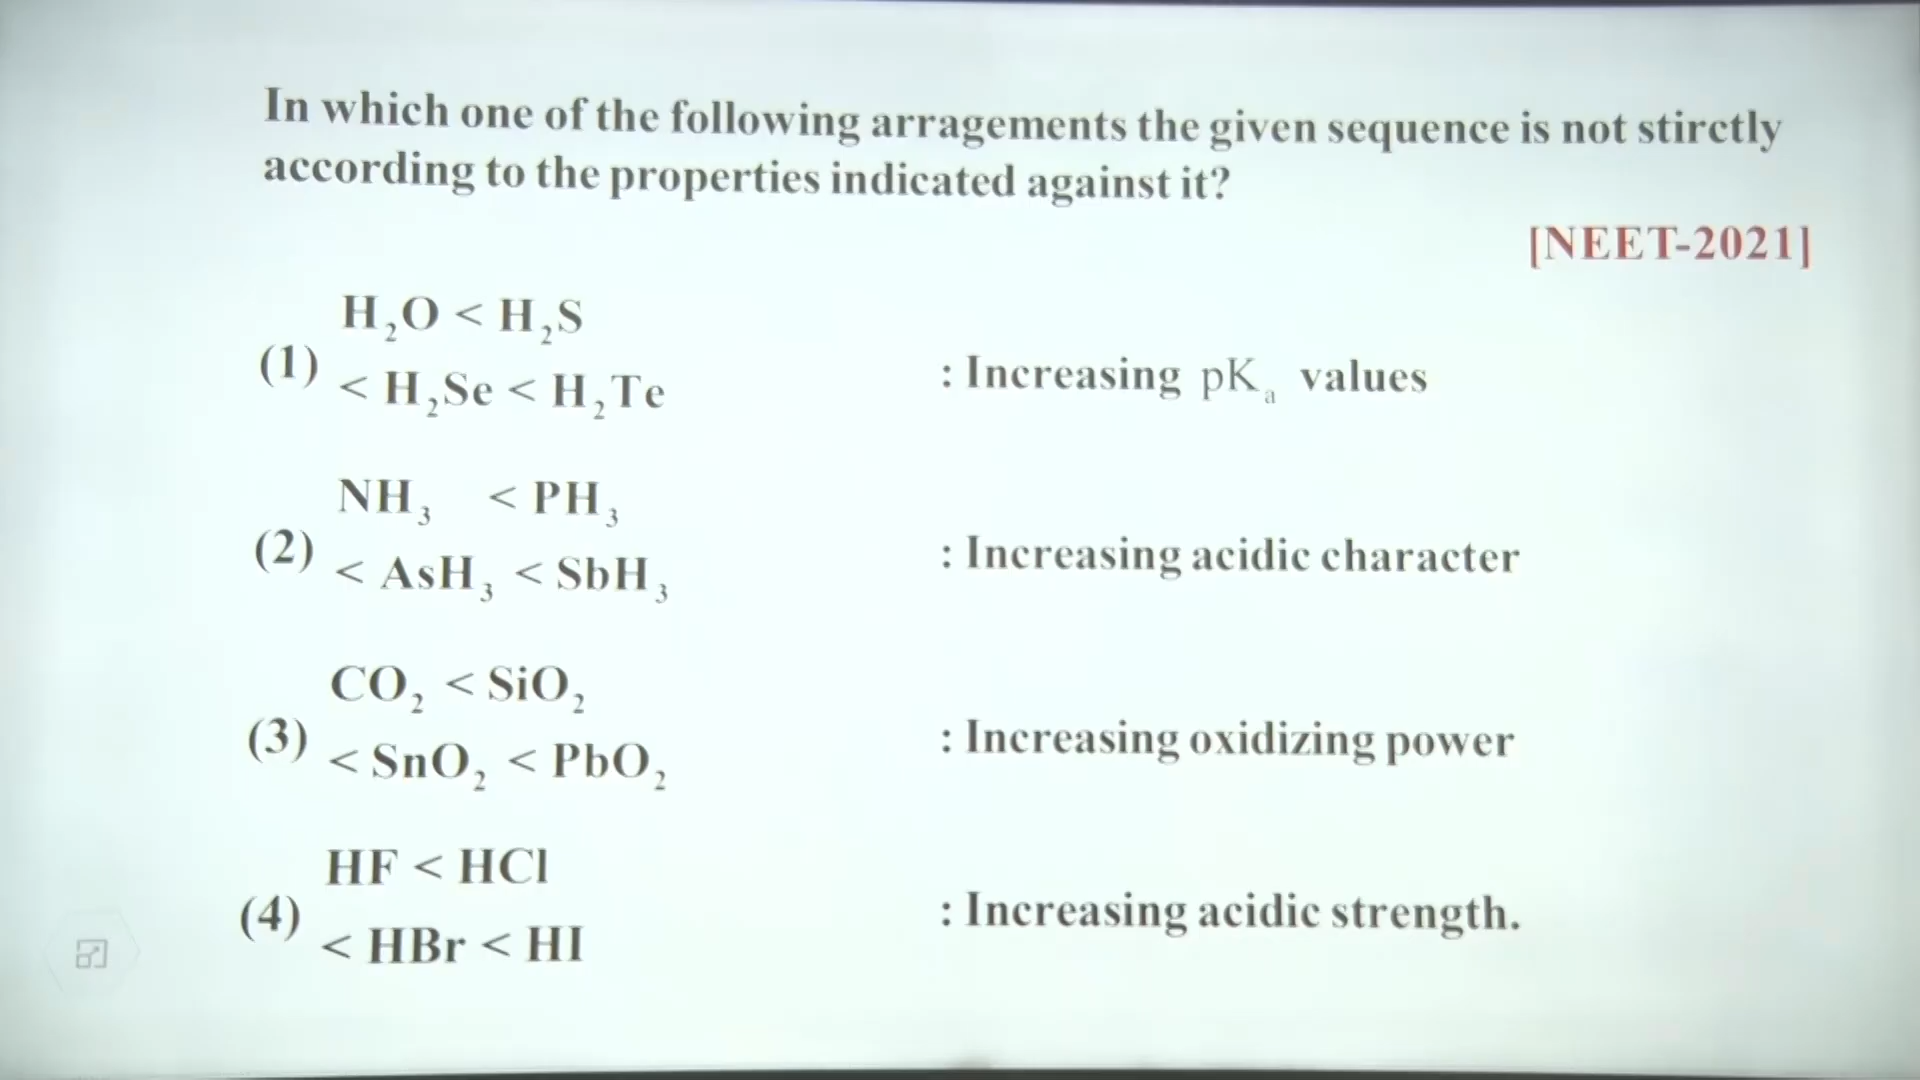 In which one of the following arragements the given sequence is not stirctly
according to the properties indicated against it?
[NEET-2021]
H₂O < H₂S
(1) < H₂Se < H₂Te : Increasing pKₐ values
NH₃ < PH₃
(2) < AsH₃ < SbH₃ : Increasing acidic character
CO₂ < SiO₂
(3) < SnO₂ < PbO₂ : Increasing oxidizing power
HF < HCl
(4) < HBr < HI : Increasing acidic strength.